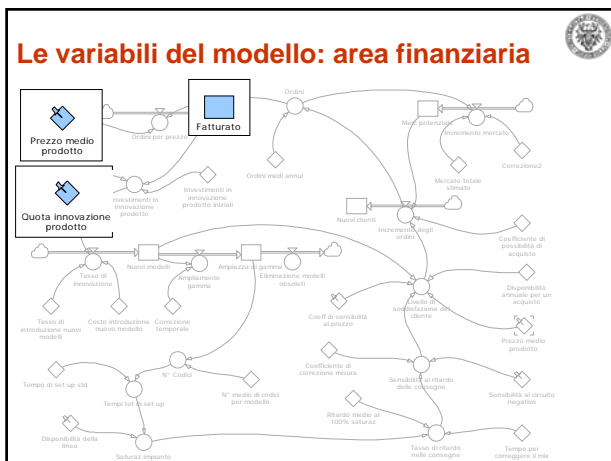 Le variabili del modello: area finanziaria
Prezzo medio
prodotto
Fatturato
Ordini per prezzo
Ordini
Merc potenziale
Incremento mercato
Correzione2
Mercato totale
stimato
Ordini medi annui
Quota innovazione
prodotto
Investimenti in
innovazione
prodotto iniziali
nvestimenti in
innovazione
prodotto
Nuovi clienti
Incremento degli
ordini
Coefficiente di
possibilità di
acquisto
Nuovi modelli
Ampiezza di gamma
Tasso di
innovazione
Ampliamento
gamma
Eliminazione modelli
obsoleti
Disponibilità
annuale per un
acquisto
Livello di
soddisfazione del
cliente
Tasso di
introduzione nuovi
modelli
Costo introduzione
nuovo modello
Correzione
temporale
Coeff di sensibilità
al prezzo
Prezzo medio
prodotto
Tempo di set up std
N° Codici
Coefficiente di
correzione misura
Sensibilità al ritardo
delle consegne
Tempi tot di set up
N° medio di codici
per modello
Sensibilità al circuito
negativo
Ritardo medio al
100% saturaz
Disponibilità della
linea
Saturaz impianto
Tasso di ritardo
nelle consegne
Tempo per
correggere il mix